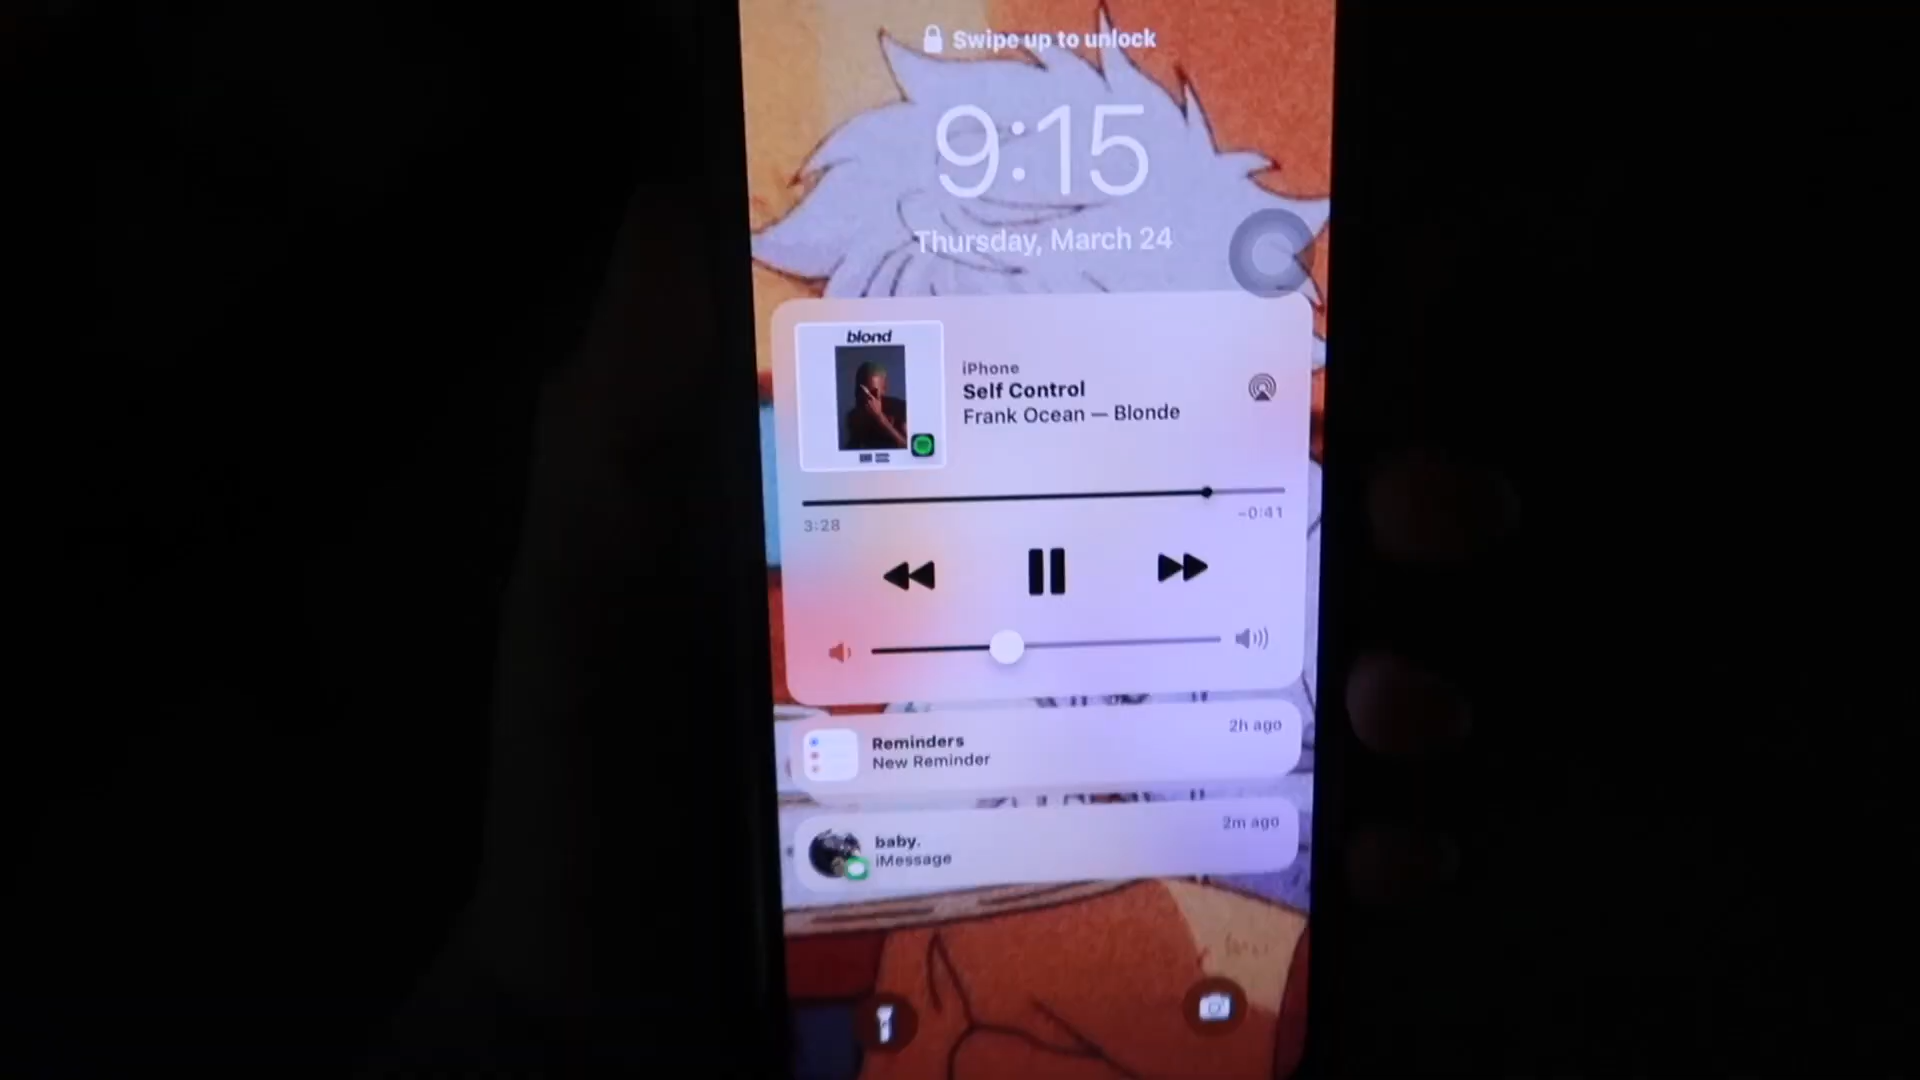 Swipe up to unlock
9:15
Thursday, March 24
blond
iPhone
Self Control
Frank Ocean — Blonde
3:28
-0:41
Reminders
2h ago
New Reminder
baby.
2m ago
iMessage